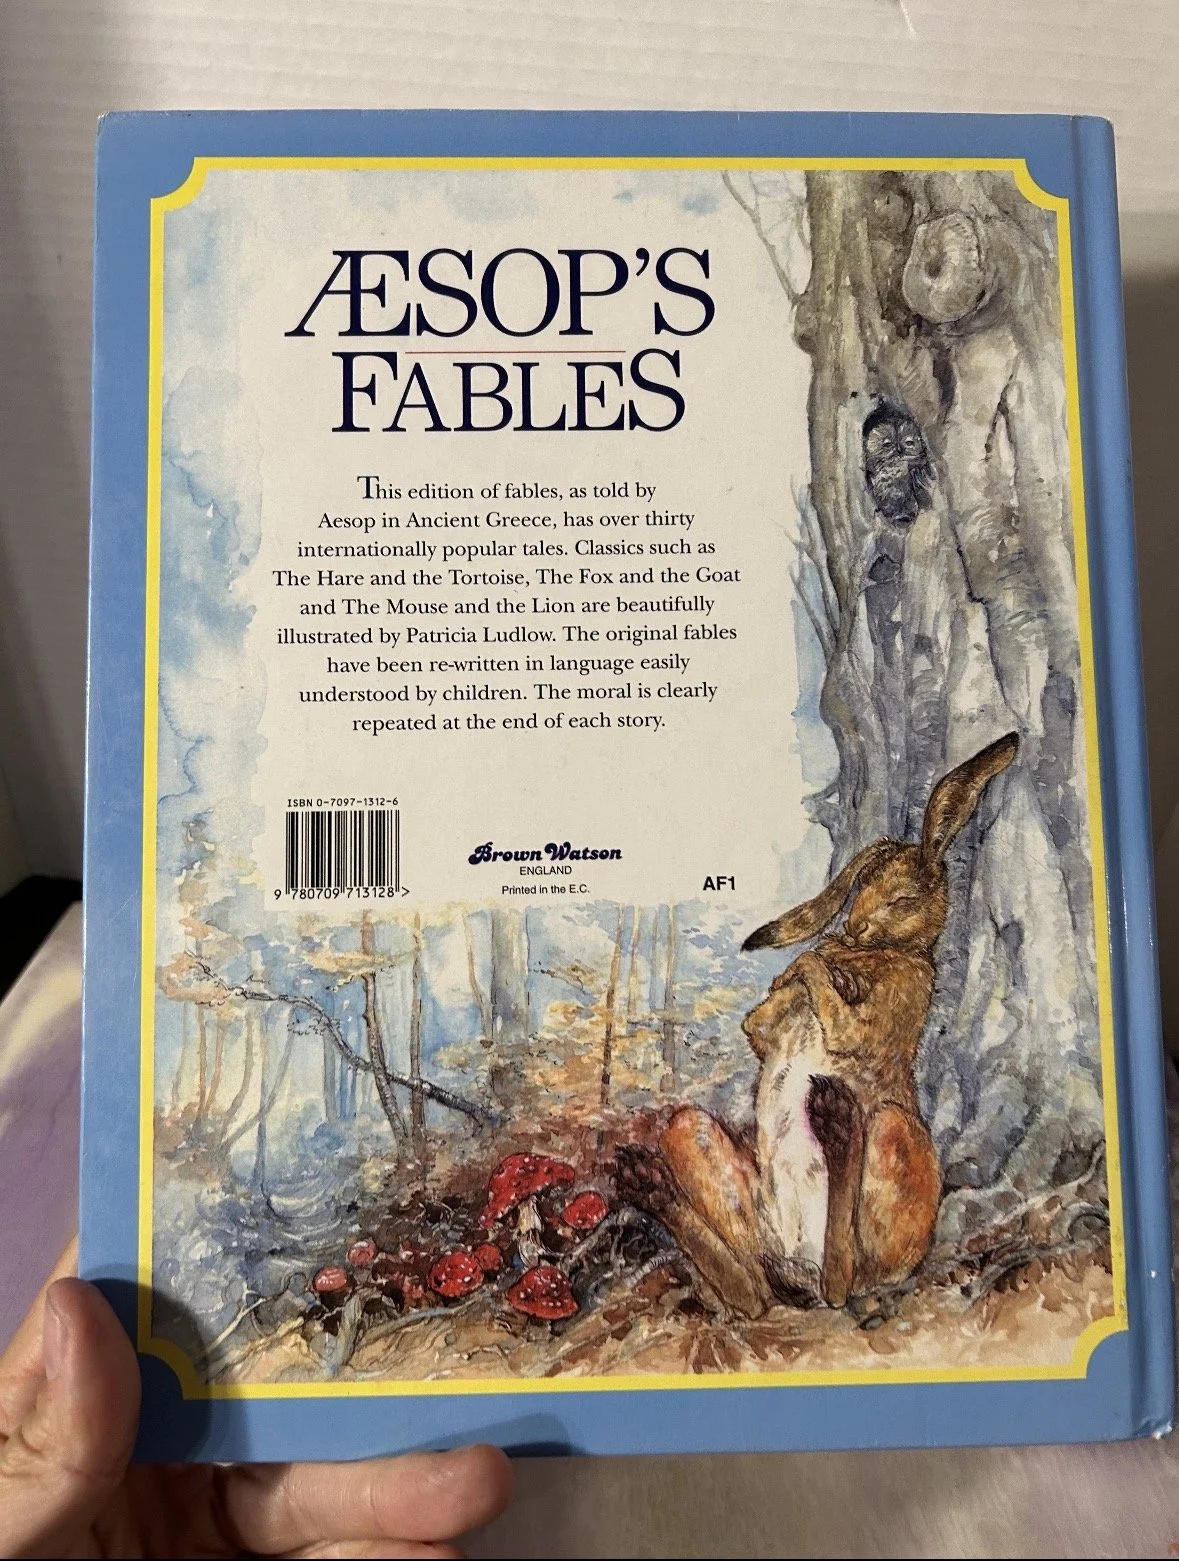 ÆSOP'S
FABLES
This edition of fables, as told by
Aesop in Ancient Greece, has over thirty
internationally popular tales. Classics such as
The Hare and the Tortoise, The Fox and the Goat
and The Mouse and the Lion are beautifully
illustrated by Patricia Ludlow. The original fables
have been re-written in language easily
understood by children. The moral is clearly
repeated at the end of each story.
ISBN 0-7097-1312-6
9 780709 713128 >
Brown Watson
ENGLAND
Printed in the E.C.
AF1